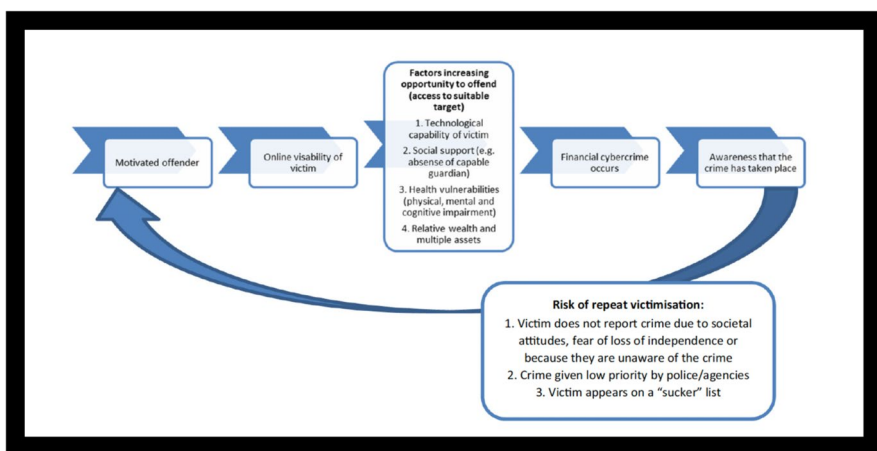 Motivated offender
Online visability of
victim
Factors increasing
opportunity to offend
(access to suitable
target)
1. Technological
capability of victim
2. Social support (e.g.
absense of capable
guardian)
3. Health vulnerabilities
(physical, mental and
cognitive impairment)
4. Relative wealth and
multiple assets
Financial cybercrime
occurs
Awareness that the
crime has taken place
Risk of repeat victimisation:
1. Victim does not report crime due to societal
attitudes, fear of loss of independence or
because they are unaware of the crime
2. Crime given low priority by police/agencies
3. Victim appears on a “sucker” list